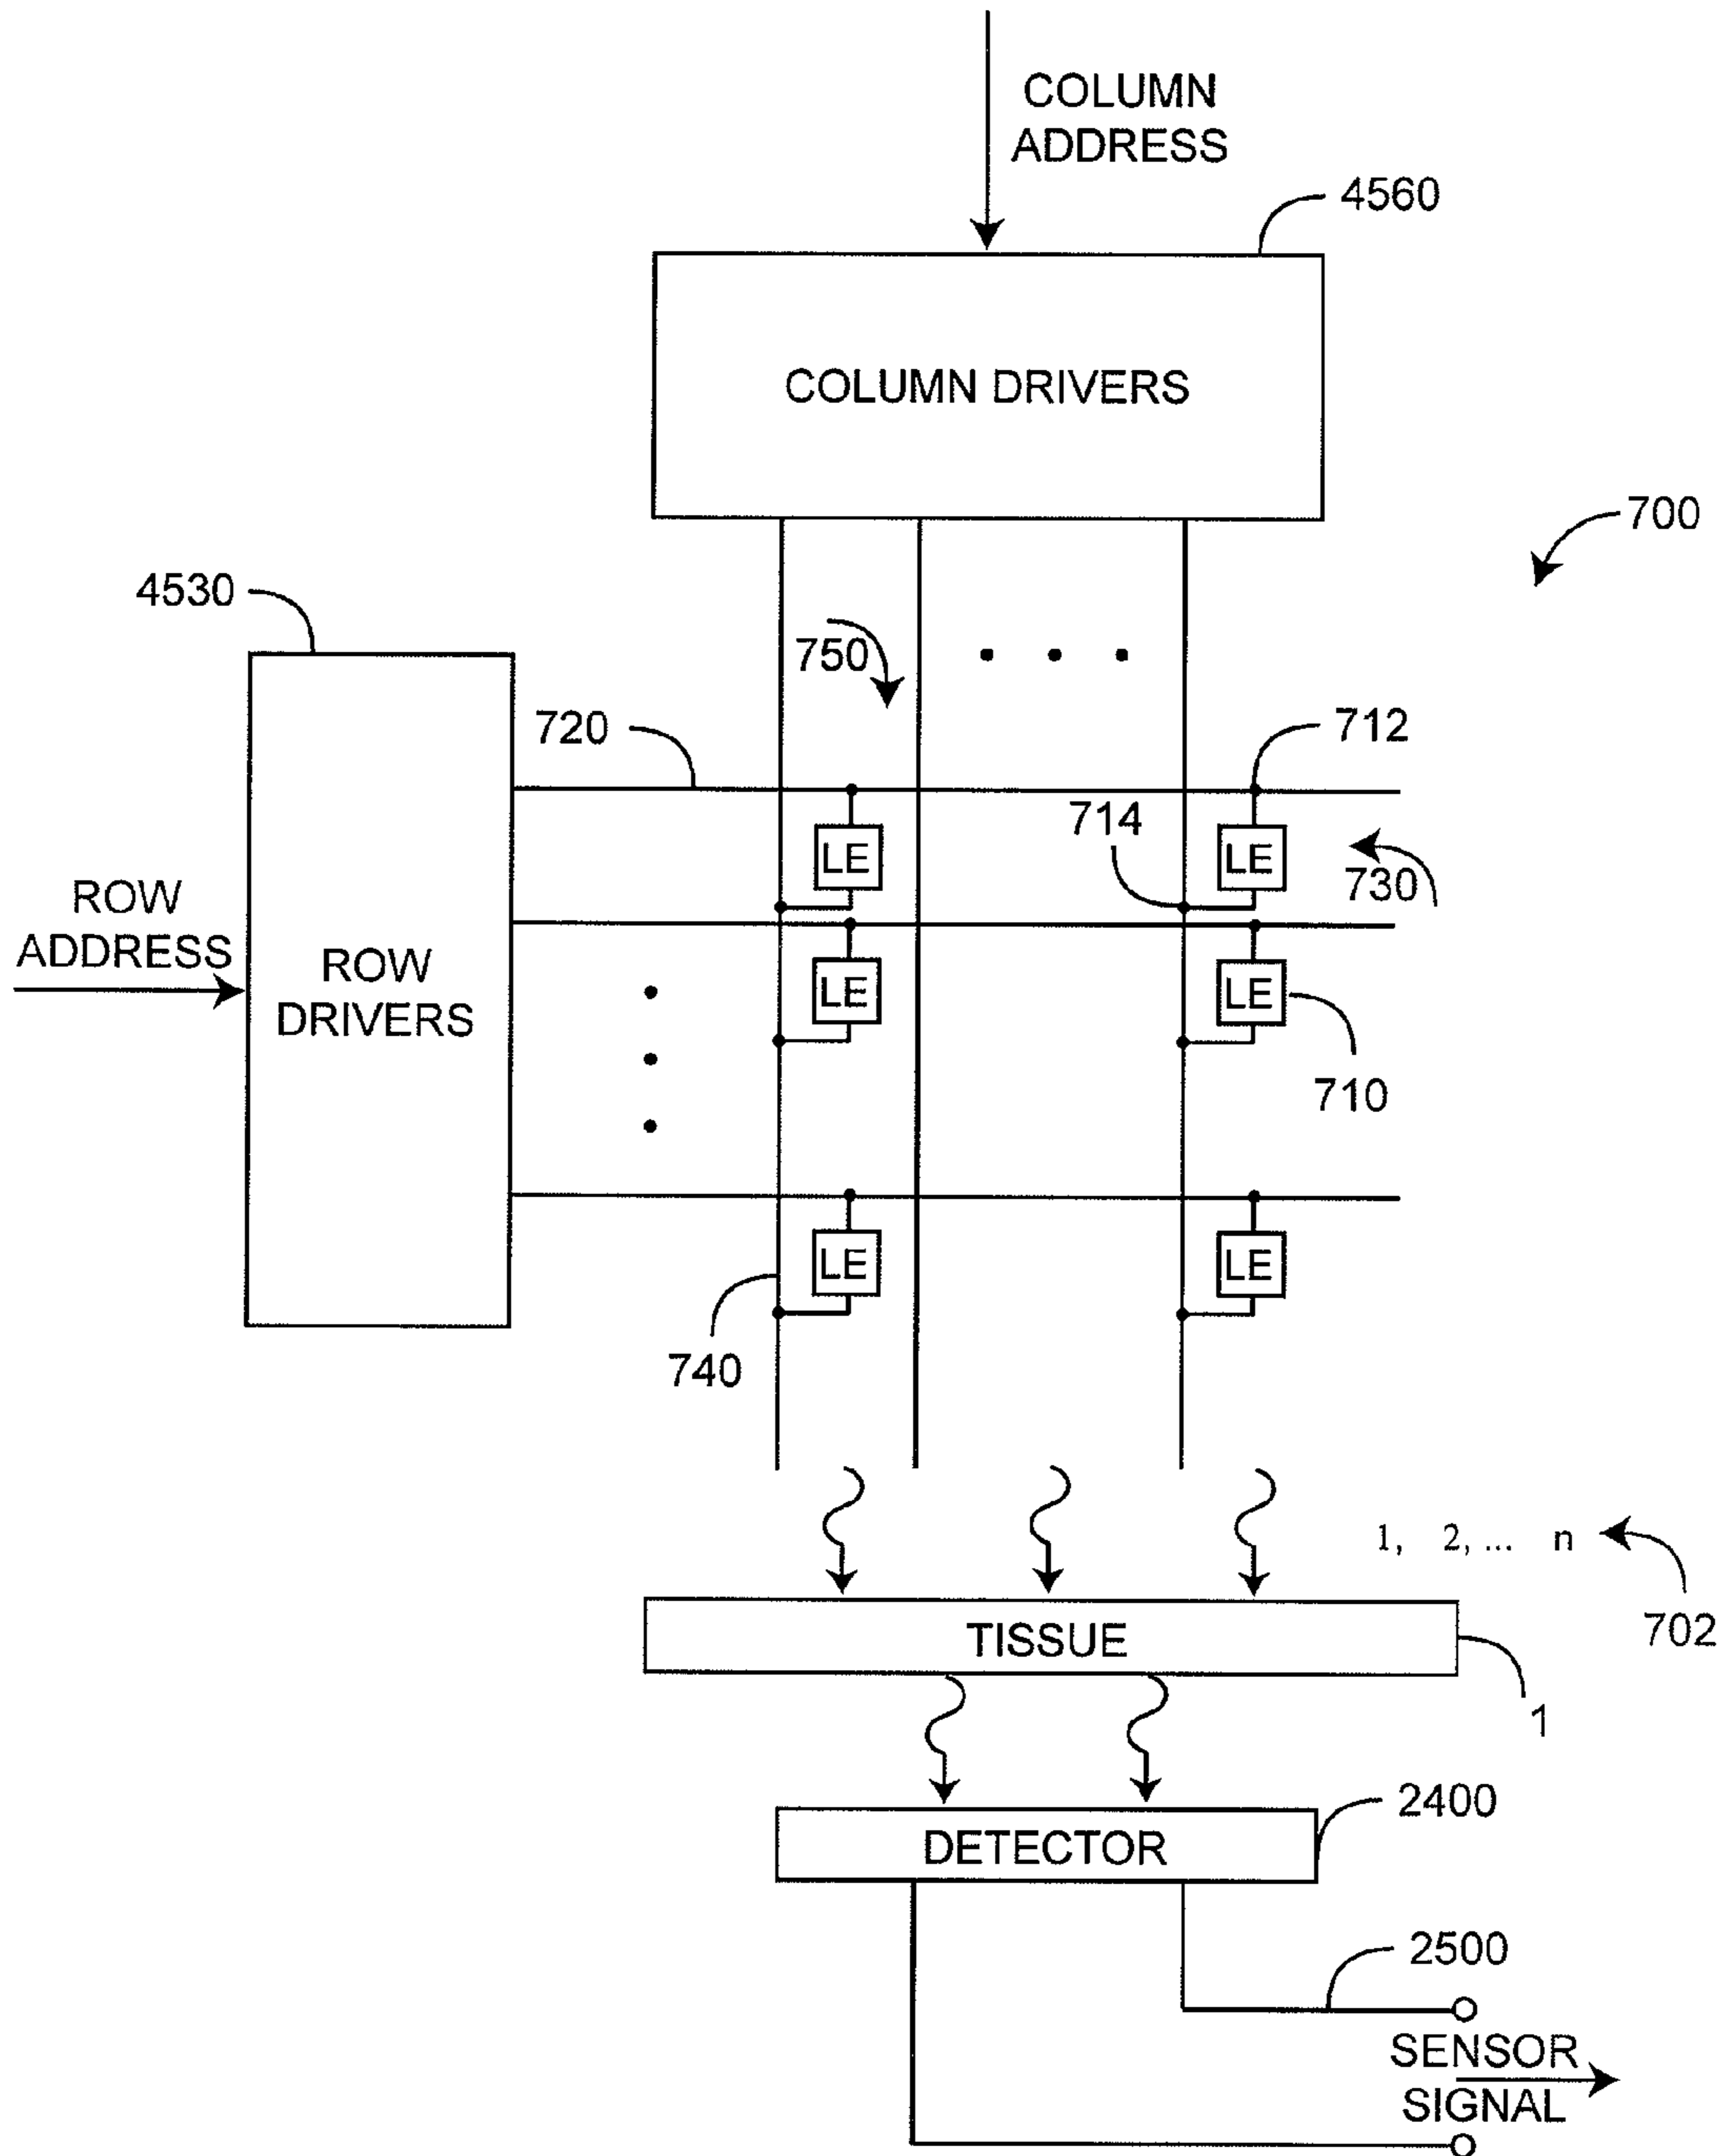 COLUMN
ADDRESS
4560
COLUMN DRIVERS
700
4530
750
720
712
714
LE
LE
730
ROW
ADDRESS
ROW
DRIVERS
LE
LE
710
LE
LE
740
1, 2, ... n
702
TISSUE
1
2400
DETECTOR
2500
SENSOR
SIGNAL